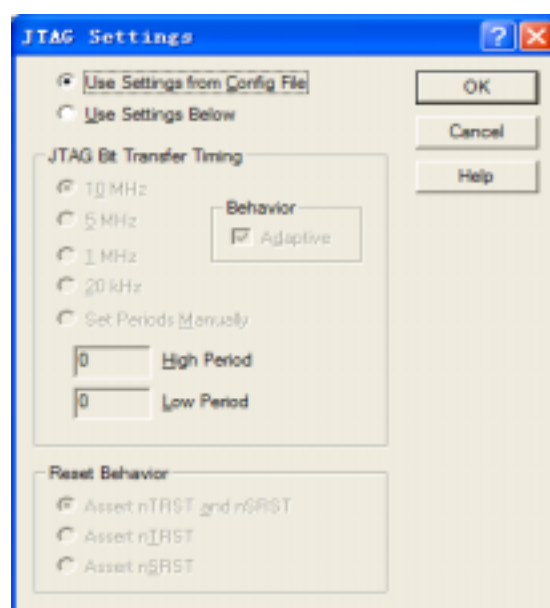 JTAG Settings
Use Settings from Config File
Use Settings Below
OK
Cancel
Help
JTAG Bit Transfer Timing
10 MHz
5 MHz
1 MHz
20 kHz
Set Periods Manually
Behavior
Adaptive
0 High Period
0 Low Period
Reset Behavior
Assert nTRST and nSRST
Assert nTRST
Assert nSRST